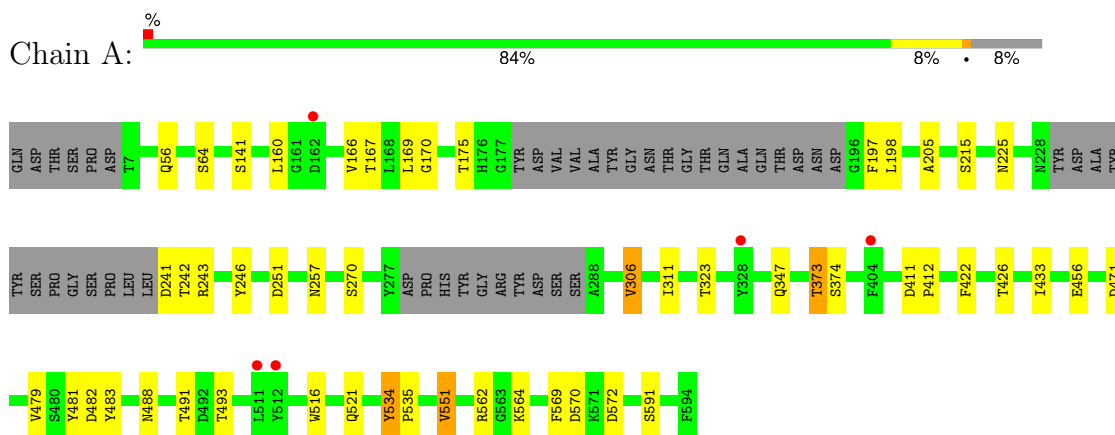 %
Chain A:
84% 8% • 8%
GLN ASP THR SER PRO ASP T7 Q56 S64 S141 L160 G161 D162 V166 T167 L168 L169 G170 T175 H176 G177 TYR ASP VAL VAL ALA TYR GLY ASN THR GLY THR GLN ALA GLN THR ASP ASN ASP G196 F197 L198 A205 S215 N225 N228 TYR ASP ALA TYR
TYR SER PRO GLY SER PRO LEU LEU D241 T242 R243 Y246 D251 N257 S270 Y277 ASP PRO HIS TYR GLY ARG TYR ASP SER SER A288 V306 I311 T323 Y328 Q347 T373 S374 F404 D411 P412 F422 T426 I433 E456 D471
V479 S480 Y481 D482 Y483 N488 T491 D492 T493 L511 Y512 W516 Q521 Y534 P535 V551 R562 G563 K564 F569 D570 K571 D572 S591 F594